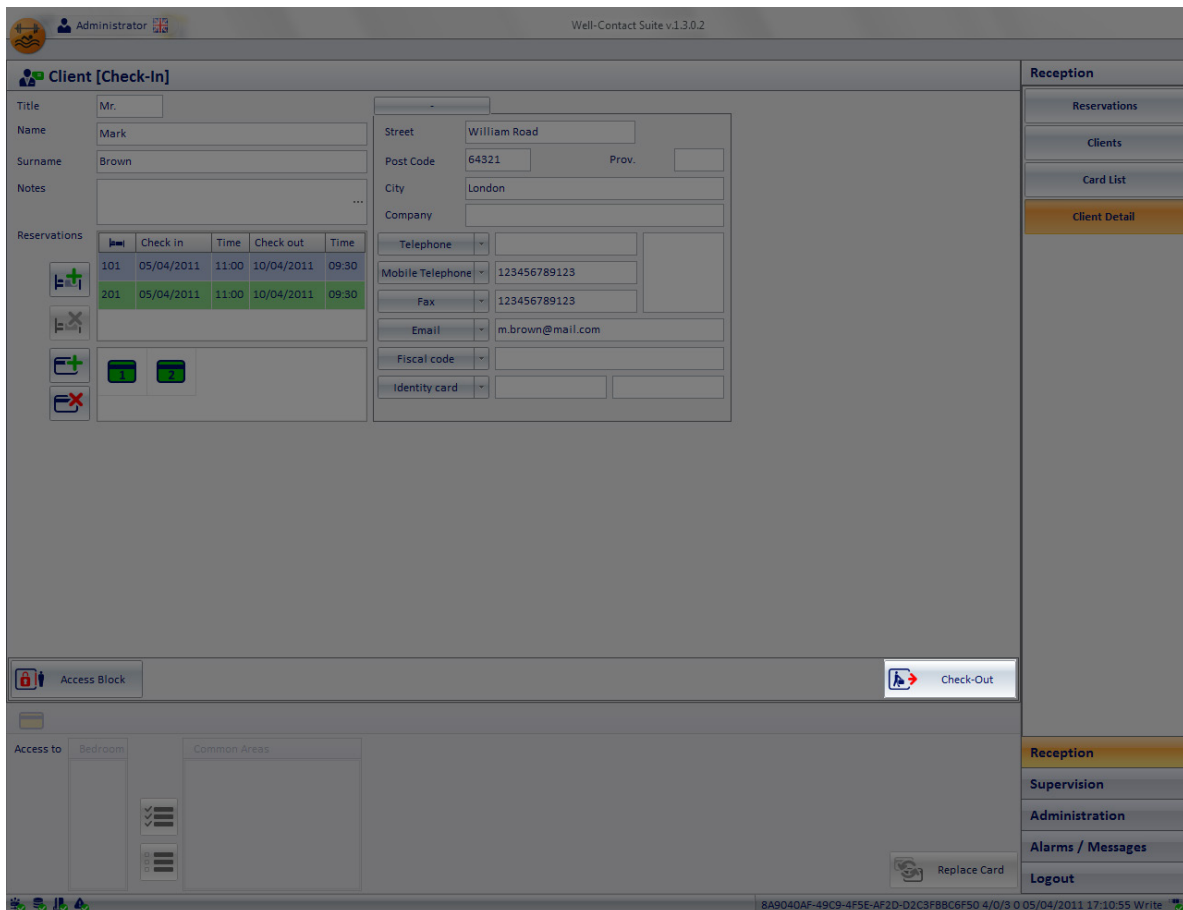 Administrator
Well-Contact Suite v.1.3.0.2
Client [Check-In]
Title Mr.
Name Mark
Surname Brown
Notes
...
-
Street William Road
Post Code 64321 Prov.
City London
Company
Reservations
Check in Time Check out Time
101 05/04/2011 11:00 10/04/2011 09:30
201 05/04/2011 11:00 10/04/2011 09:30
1 2
Telephone
Mobile Telephone 123456789123
Fax 123456789123
Email m.brown@mail.com
Fiscal code
Identity card
Access Block
Check-Out
Access to Bedroom Common Areas
Replace Card
Reception
Reservations
Clients
Card List
Client Detail
Reception
Supervision
Administration
Alarms / Messages
Logout
8A9040AF-49C9-4F5E-AF2D-D2C3FBBC6F50 4/0/3 0 05/04/2011 17:10:55 Write